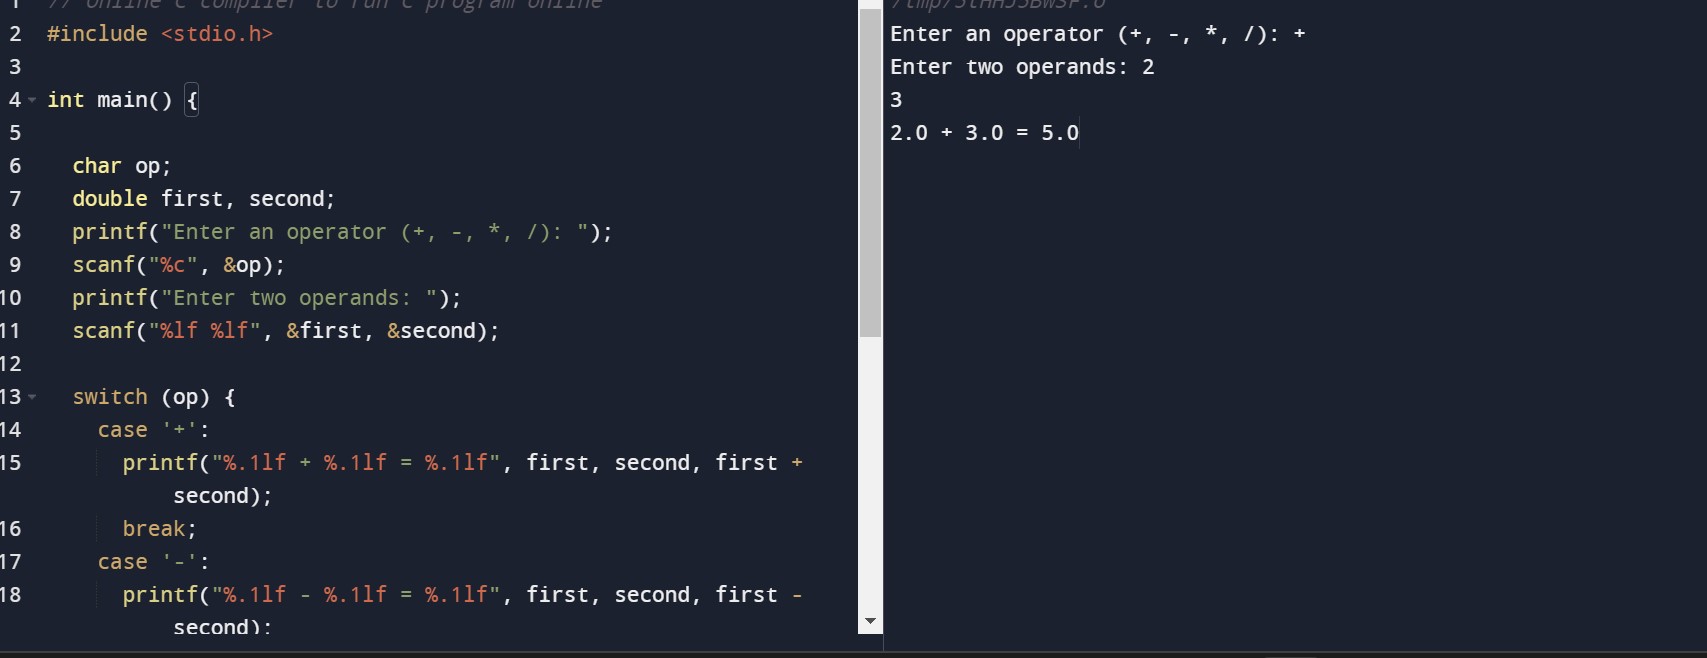 1 // Online C compiler to run C program online
2 #include <stdio.h>
3
4 int main() {
5
6 char op;
7 double first, second;
8 printf("Enter an operator (+, -, *, /): ");
9 scanf("%c", &op);
10 printf("Enter two operands: ");
11 scanf("%lf %lf", &first, &second);
12
13 switch (op) {
14 case '+':
15 printf("%.1lf + %.1lf = %.1lf", first, second, first +
second);
16 break;
17 case '-':
18 printf("%.1lf - %.1lf = %.1lf", first, second, first -
second);
Enter an operator (+, -, *, /): +
Enter two operands: 2
3
2.0 + 3.0 = 5.0